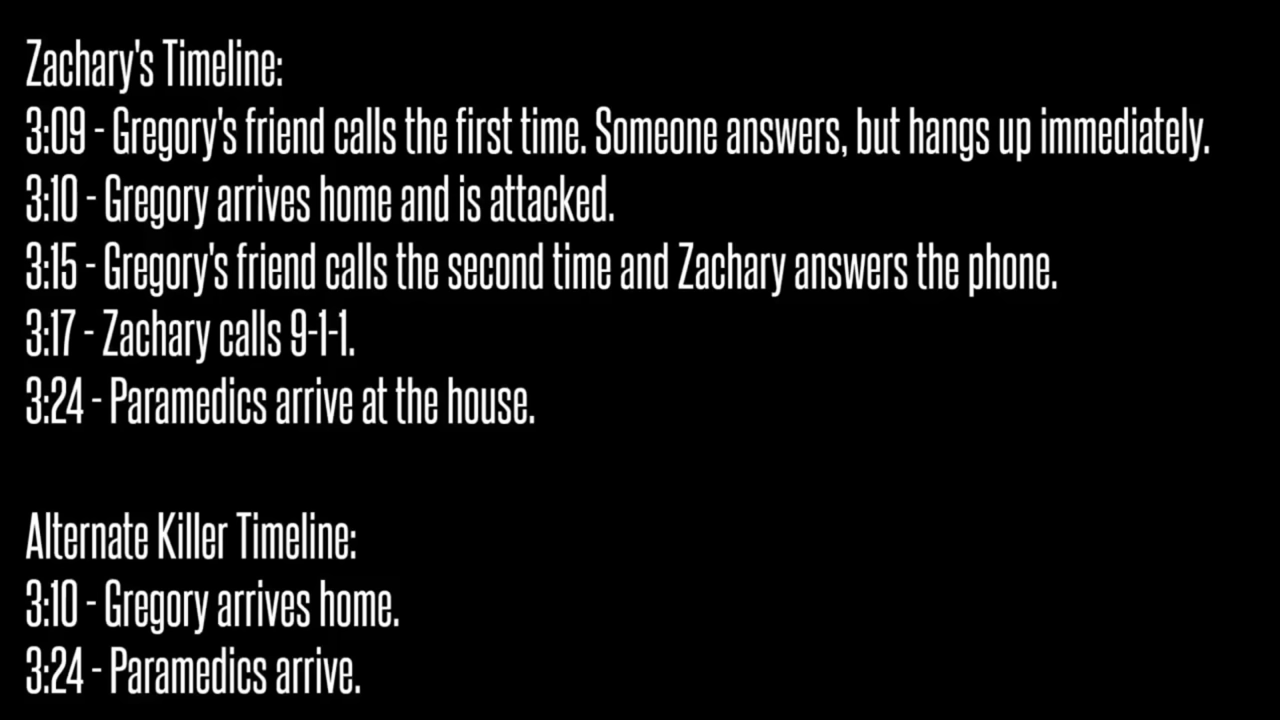 Zachary's Timeline:
3:09 - Gregory's friend calls the first time. Someone answers, but hangs up immediately.
3:10 - Gregory arrives home and is attacked.
3:15 - Gregory's friend calls the second time and Zachary answers the phone.
3:17 - Zachary calls 9-1-1.
3:24 - Paramedics arrive at the house.
Alternate Killer Timeline:
3:10 - Gregory arrives home.
3:24 - Paramedics arrive.